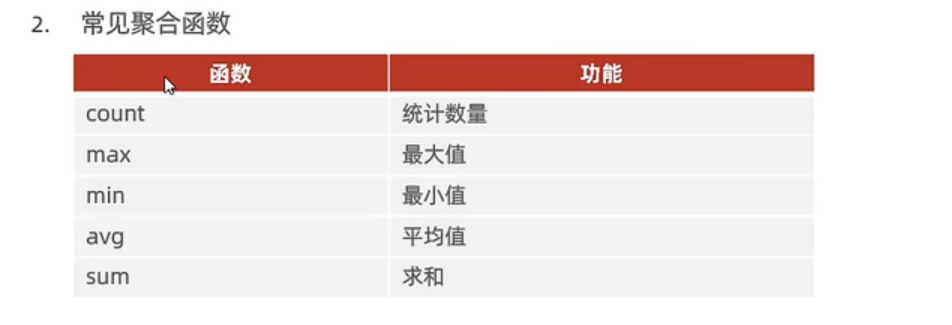 2. 常见聚合函数
函数 功能
count 统计数量
max 最大值
min 最小值
avg 平均值
sum 求和